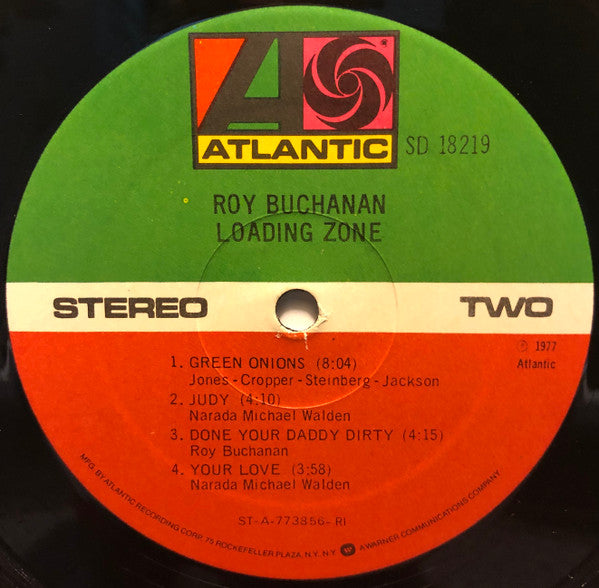 ATLANTIC
SD 18219
ROY BUCHANAN
LOADING ZONE
STEREO
TWO
℗ 1977
Atlantic
1. GREEN ONIONS (8:04)
Jones-Cropper-Steinberg-Jackson
2. JUDY (4:10)
Narada Michael Walden
3. DONE YOUR DADDY DIRTY (4:15)
Roy Buchanan
4. YOUR LOVE (3:58)
Narada Michael Walden
ST-A-773856-RI
MFG. BY ATLANTIC RECORDING CORP. 75 ROCKEFELLER PLAZA, N.Y. N.Y. W A WARNER COMMUNICATIONS COMPANY